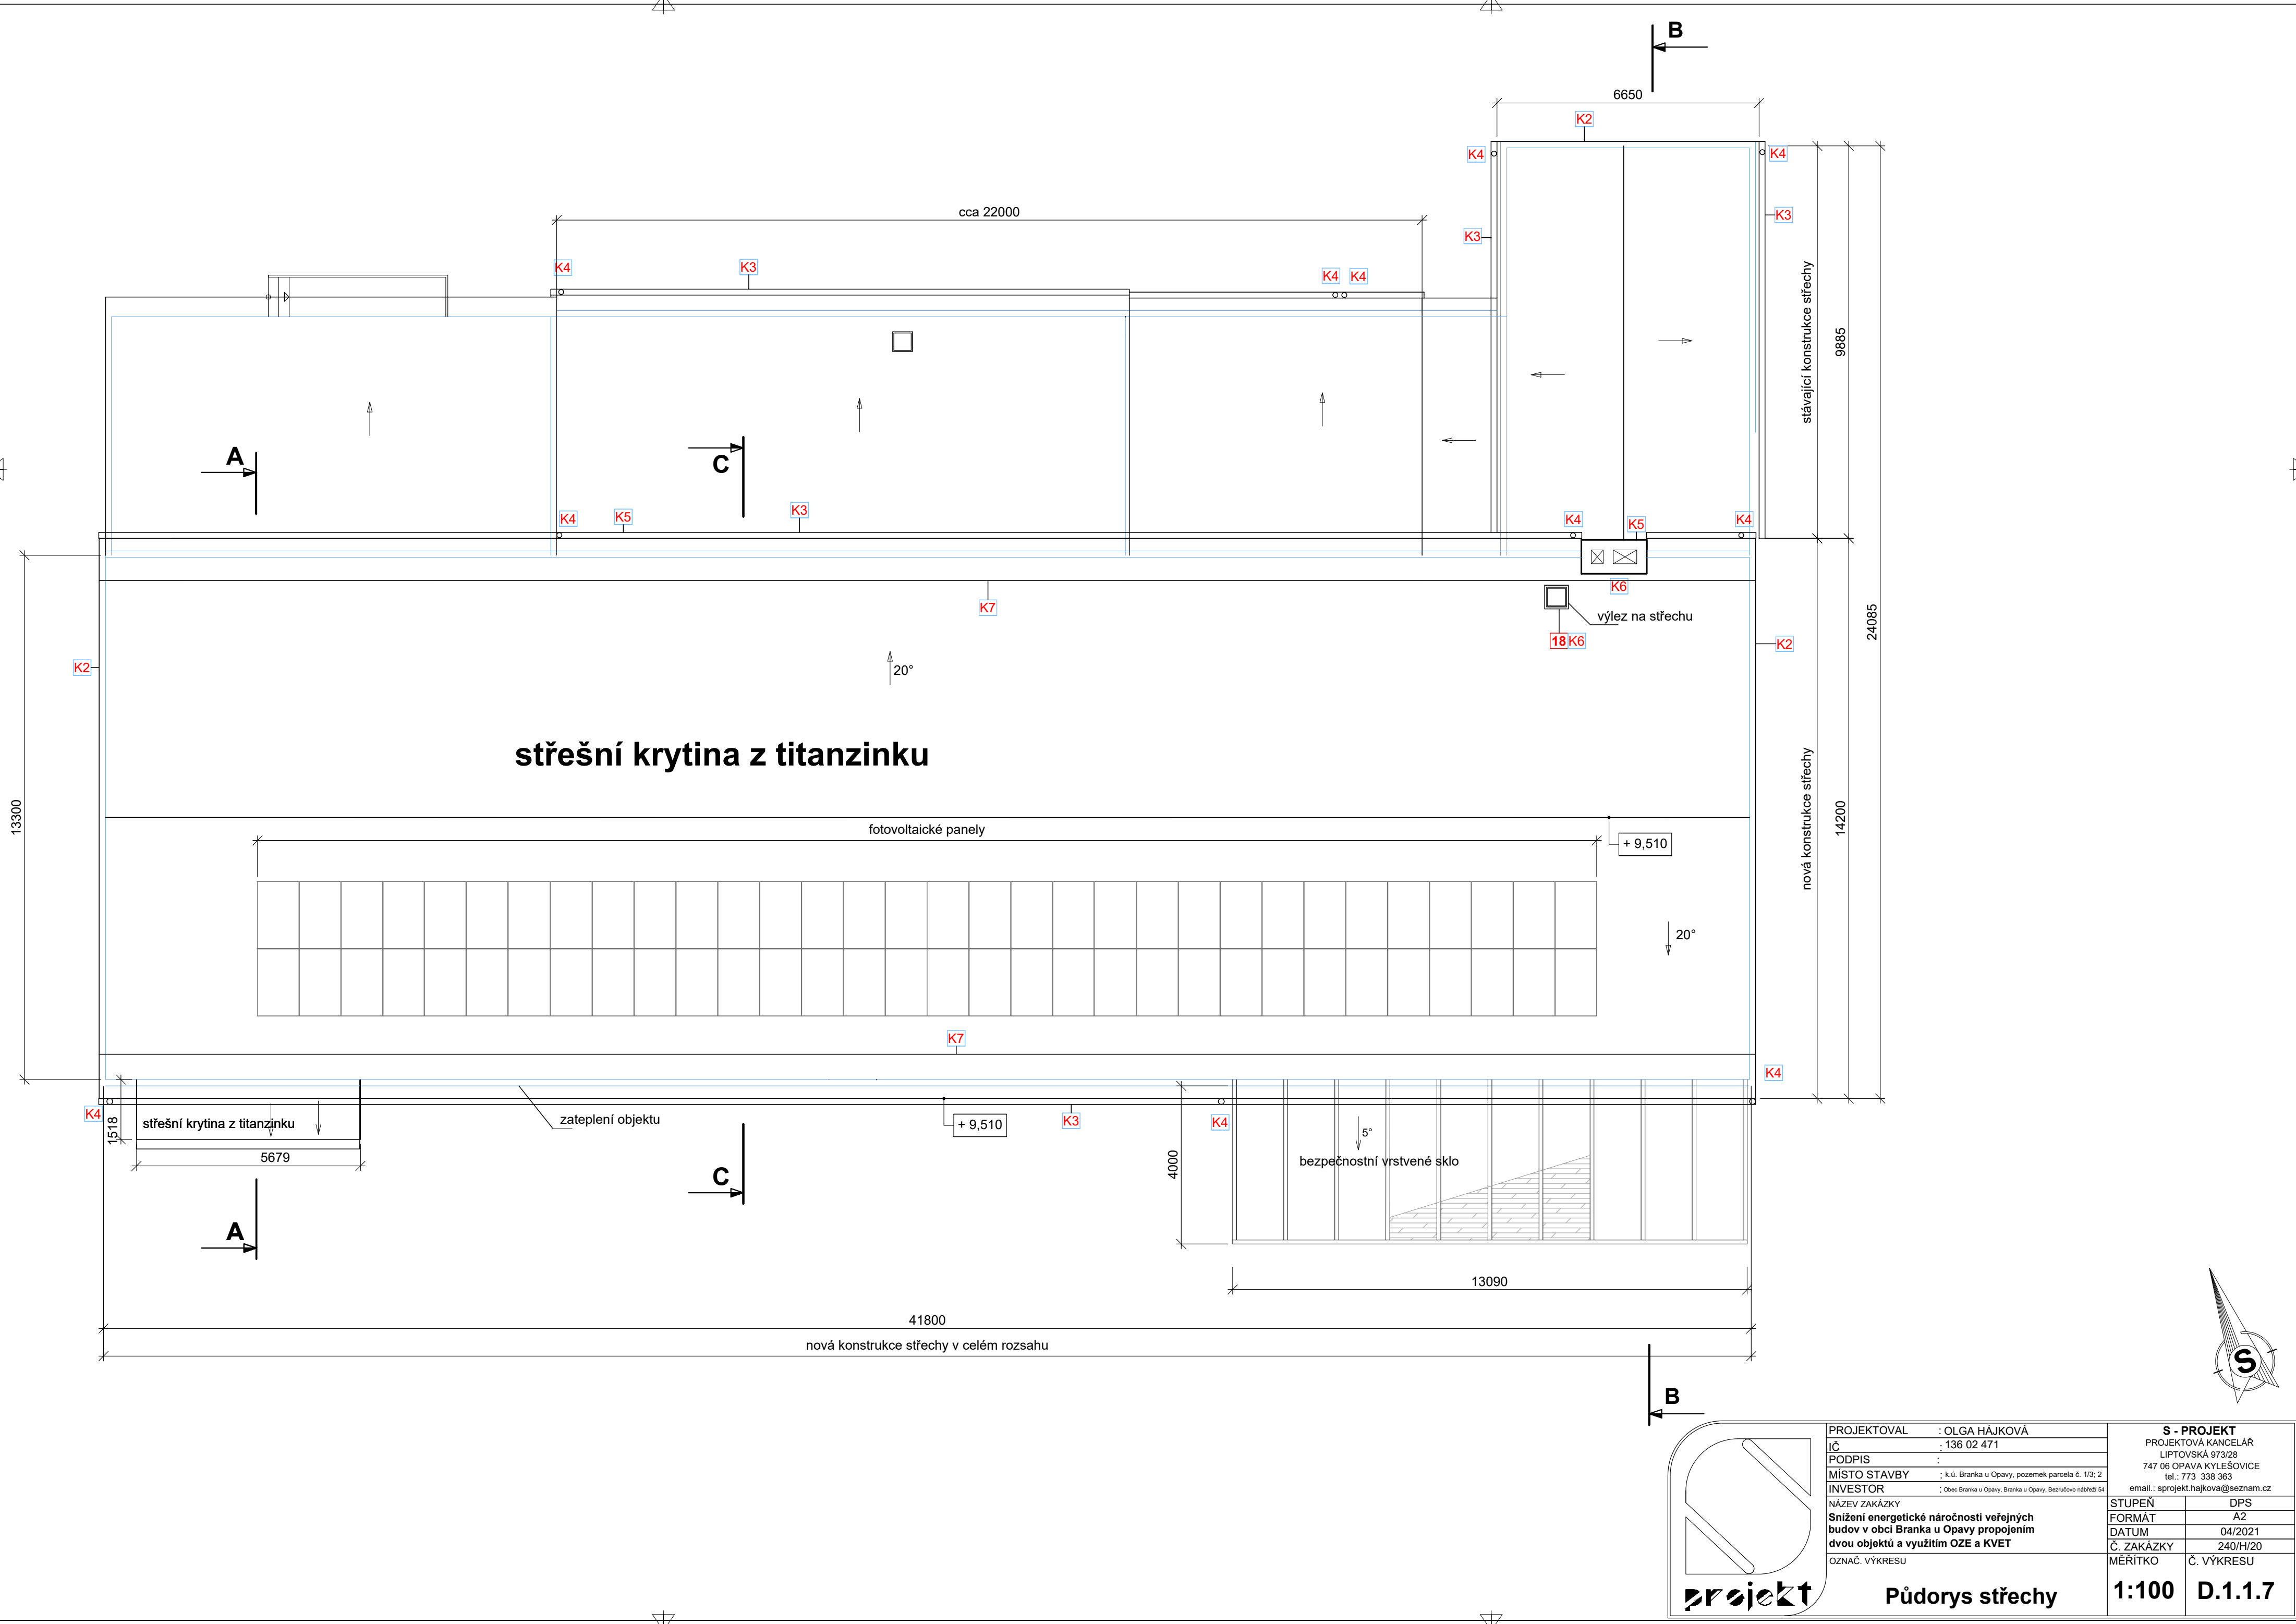 B
6650
K2
K4
K4
cca 22000
K3
K3
K4
K3
K4 K4
stávající konstrukce střechy
9885
A
C
K4
K5
K3
K4
K5
K4
K7
K6
výlez na střechu
18 K6
24085
K2
20°
K2
střešní krytina z titanzinku
nová konstrukce střechy
14200
13300
fotovoltaické panely
+ 9,510
20°
K7
K4
K4
1518
střešní krytina z titanzinku
zateplení objektu
+ 9,510
K3
K4
5°
5679
C
4000
bezpečnostní vrstvené sklo
A
13090
41800
nová konstrukce střechy v celém rozsahu
B
S
PROJEKTOVAL : OLGA HÁJKOVÁ
IČ : 136 02 471
PODPIS :
MÍSTO STAVBY : k.ú. Branka u Opavy, pozemek parcela č. 1/3; 2
INVESTOR : Obec Branka u Opavy, Branka u Opavy, Bezručovo nábřeží 54
S - PROJEKT
PROJEKTOVÁ KANCELÁŘ
LIPTOVSKÁ 973/28
747 06 OPAVA KYLEŠOVICE
tel.: 773 338 363
email.: sprojekt.hajkova@seznam.cz
NÁZEV ZAKÁZKY
Snížení energetické náročnosti veřejných
budov v obci Branka u Opavy propojením
dvou objektů a využitím OZE a KVET
STUPEŇ DPS
FORMÁT A2
DATUM 04/2021
Č. ZAKÁZKY 240/H/20
OZNAČ. VÝKRESU
Půdorys střechy
MĚŘÍTKO
1:100
Č. VÝKRESU
D.1.1.7
projekt